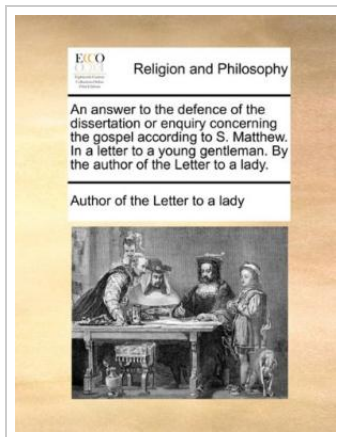 ECCO
Religion and Philosophy
An answer to the defence of the
dissertation or enquiry concerning
the gospel according to S. Matthew.
In a letter to a young gentleman. By
the author of the Letter to a lady.
Author of the Letter to a lady